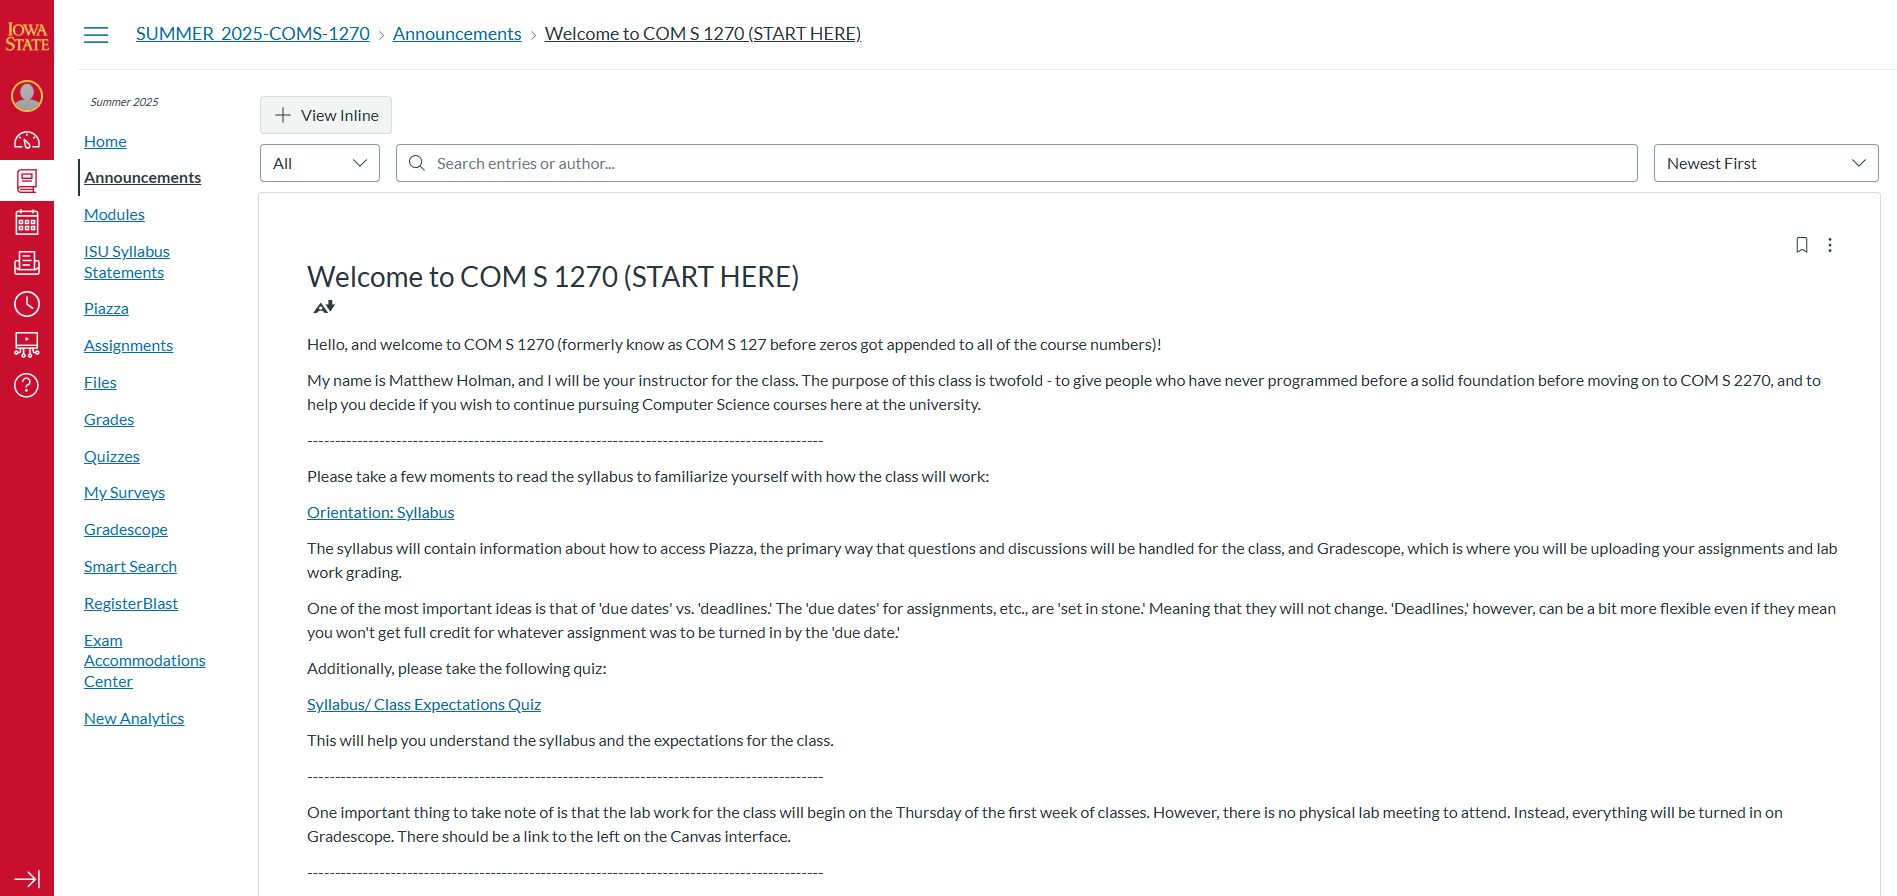 IOWA
STATE
SUMMER 2025-COMS-1270 › Announcements › Welcome to COM S 1270 (START HERE)
Summer 2025
Home
Announcements
Modules
ISU Syllabus
Statements
Piazza
Assignments
Files
Grades
Quizzes
My Surveys
Gradescope
Smart Search
RegisterBlast
Exam
Accommodations
Center
New Analytics
View Inline
All
Search entries or author...
Newest First
Welcome to COM S 1270 (START HERE)
Hello, and welcome to COM S 1270 (formerly know as COM S 127 before zeros got appended to all of the course numbers)!
My name is Matthew Holman, and I will be your instructor for the class. The purpose of this class is twofold - to give people who have never programmed before a solid foundation before moving on to COM S 2270, and to
help you decide if you wish to continue pursuing Computer Science courses here at the university.
---------------------------------------------------------------------------------------------
Please take a few moments to read the syllabus to familiarize yourself with how the class will work:
Orientation: Syllabus
The syllabus will contain information about how to access Piazza, the primary way that questions and discussions will be handled for the class, and Gradescope, which is where you will be uploading your assignments and lab
work grading.
One of the most important ideas is that of 'due dates' vs. 'deadlines.' The 'due dates' for assignments, etc., are 'set in stone.' Meaning that they will not change. 'Deadlines,' however, can be a bit more flexible even if they mean
you won't get full credit for whatever assignment was to be turned in by the 'due date.'
Additionally, please take the following quiz:
Syllabus/ Class Expectations Quiz
This will help you understand the syllabus and the expectations for the class.
---------------------------------------------------------------------------------------------
One important thing to take note of is that the lab work for the class will begin on the Thursday of the first week of classes. However, there is no physical lab meeting to attend. Instead, everything will be turned in on
Gradescope. There should be a link to the left on the Canvas interface.
---------------------------------------------------------------------------------------------